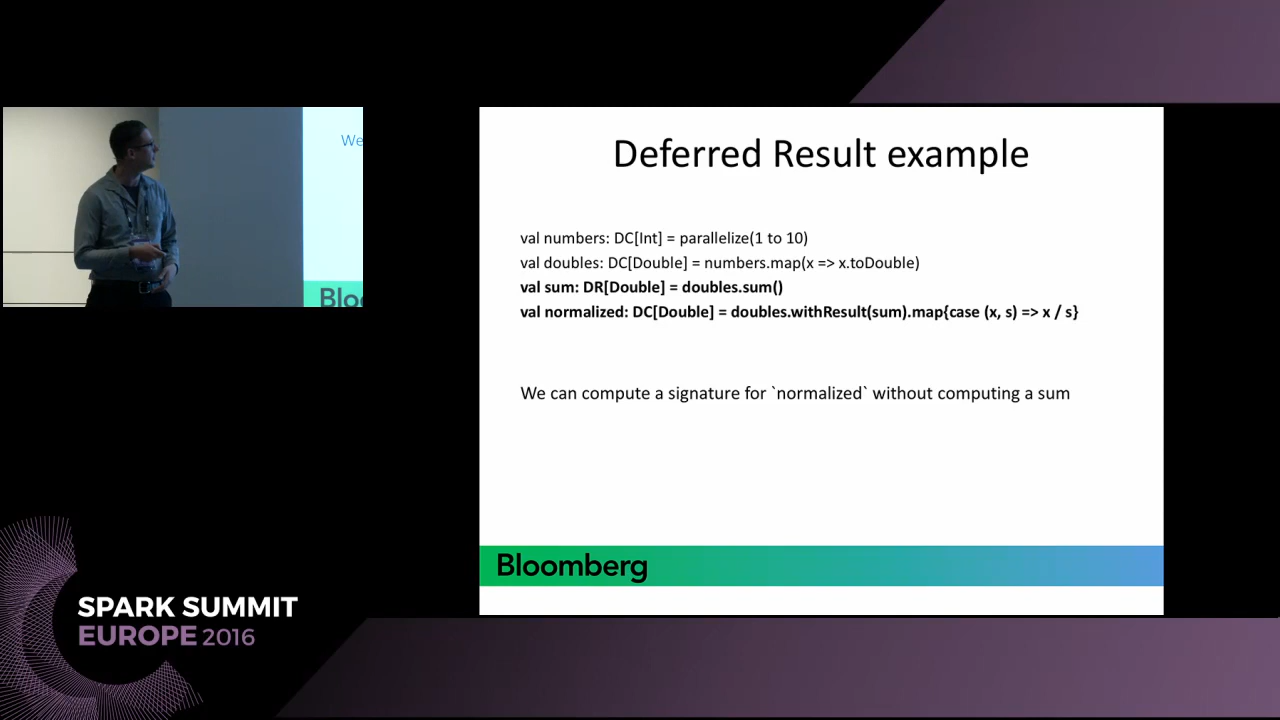 We
Bloo
Deferred Result example
val numbers: DC[Int] = parallelize(1 to 10)
val doubles: DC[Double] = numbers.map(x => x.toDouble)
val sum: DR[Double] = doubles.sum()
val normalized: DC[Double] = doubles.withResult(sum).map{case (x, s) => x / s}
We can compute a signature for `normalized` without computing a sum
Bloomberg
SPARK SUMMIT
EUROPE 2016